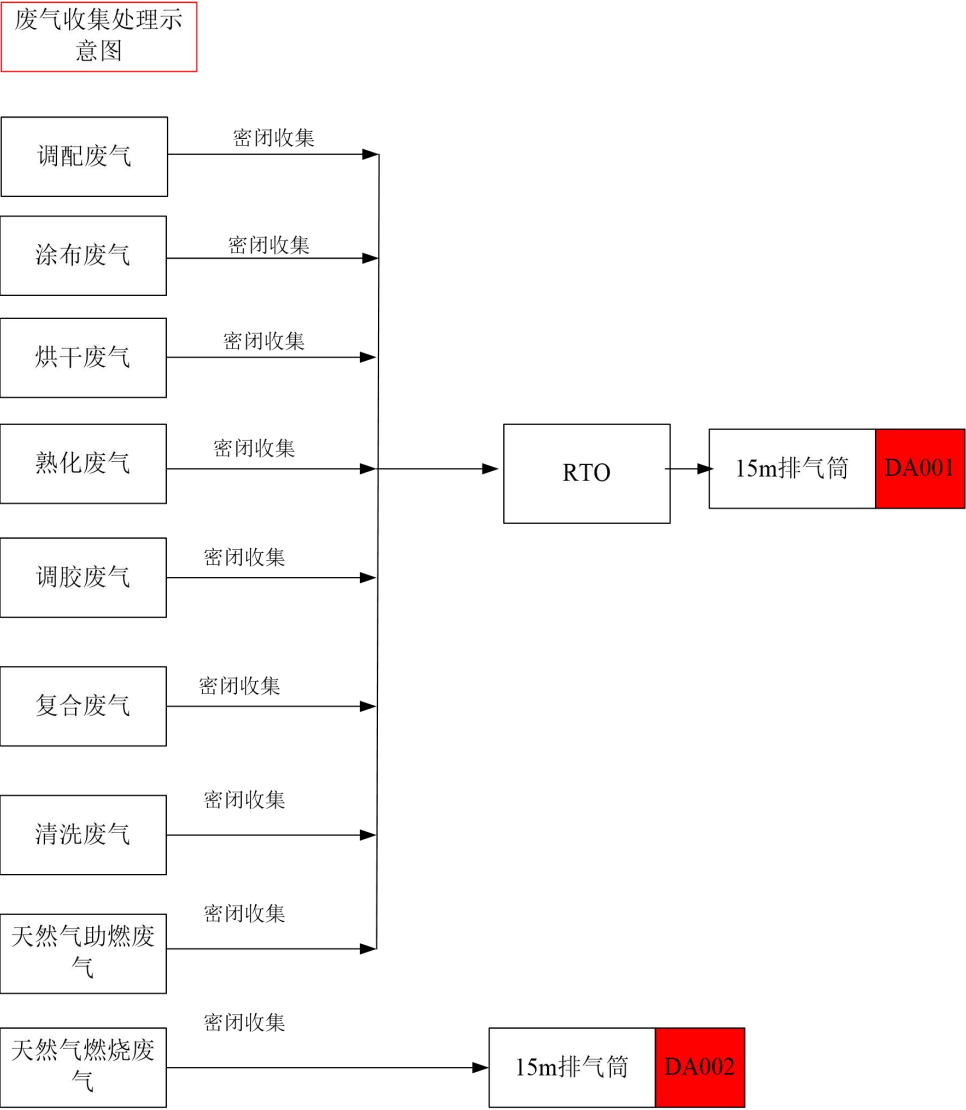 废气收集处理示
意图
调配废气
密闭收集
涂布废气
密闭收集
烘干废气
密闭收集
熟化废气
密闭收集
RTO
15m排气筒
DA001
调胶废气
密闭收集
复合废气
密闭收集
清洗废气
密闭收集
天然气助燃废
气
密闭收集
天然气燃烧废
气
密闭收集
15m排气筒
DA002